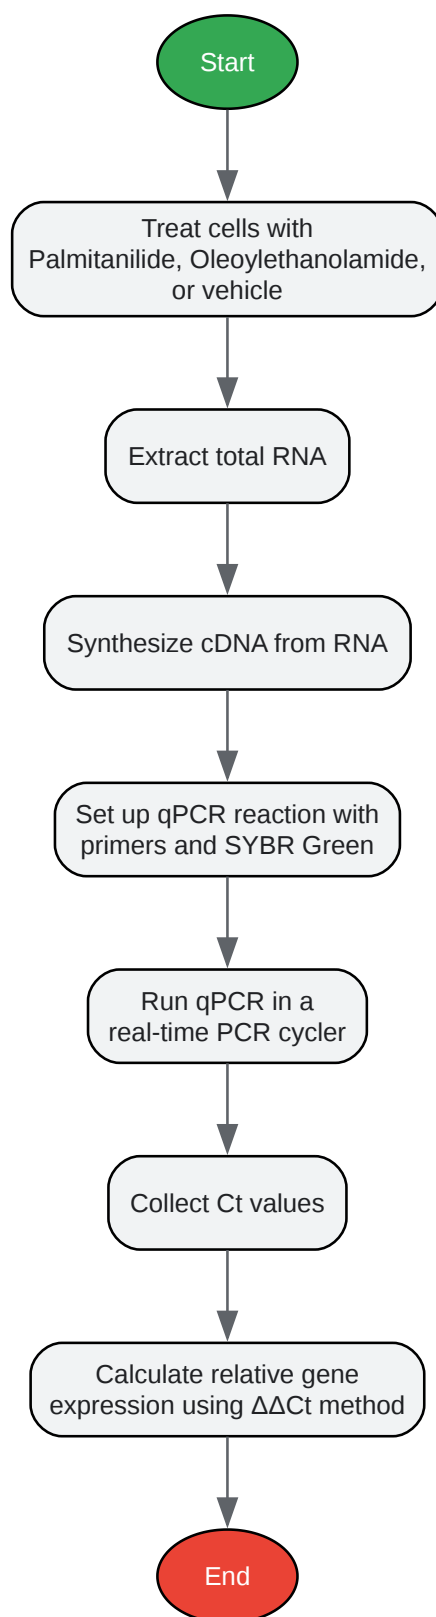 Start
Treat cells with
Palmitanilide, Oleoylethanolamide,
or vehicle
Extract total RNA
Synthesize cDNA from RNA
Set up qPCR reaction with
primers and SYBR Green
Run qPCR in a
real-time PCR cycler
Collect Ct values
Calculate relative gene
expression using ΔΔCt method
End